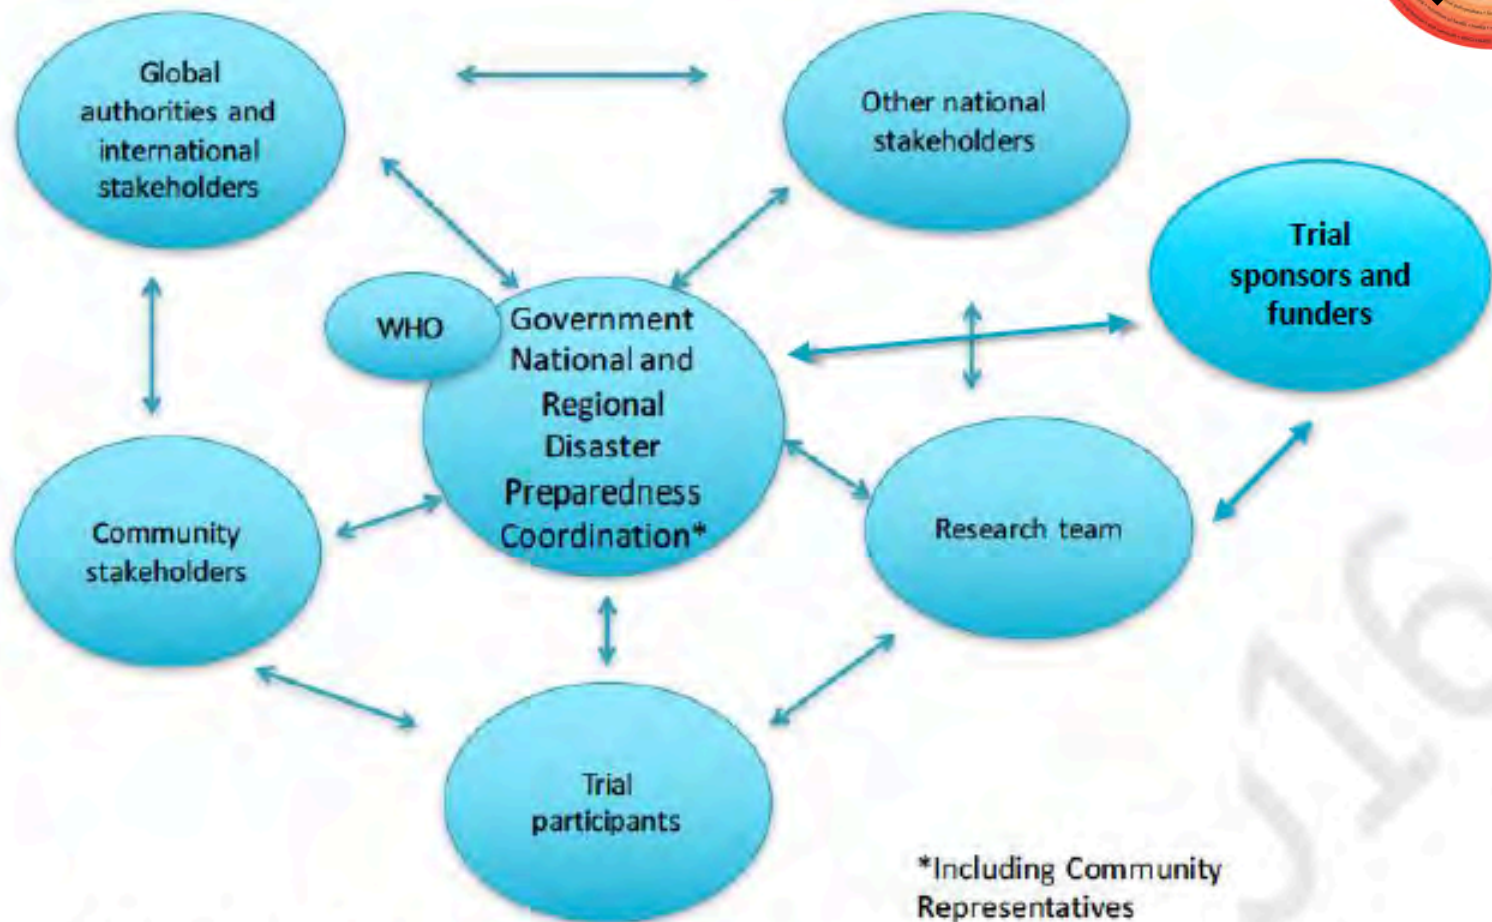 Global
authorities and
international
stakeholders
Other national
stakeholders
Trial
sponsors and
funders
WHO
Government
National and
Regional
Disaster
Preparedness
Coordination*
Community
stakeholders
Research team
Trial
participants
*Including Community
Representatives